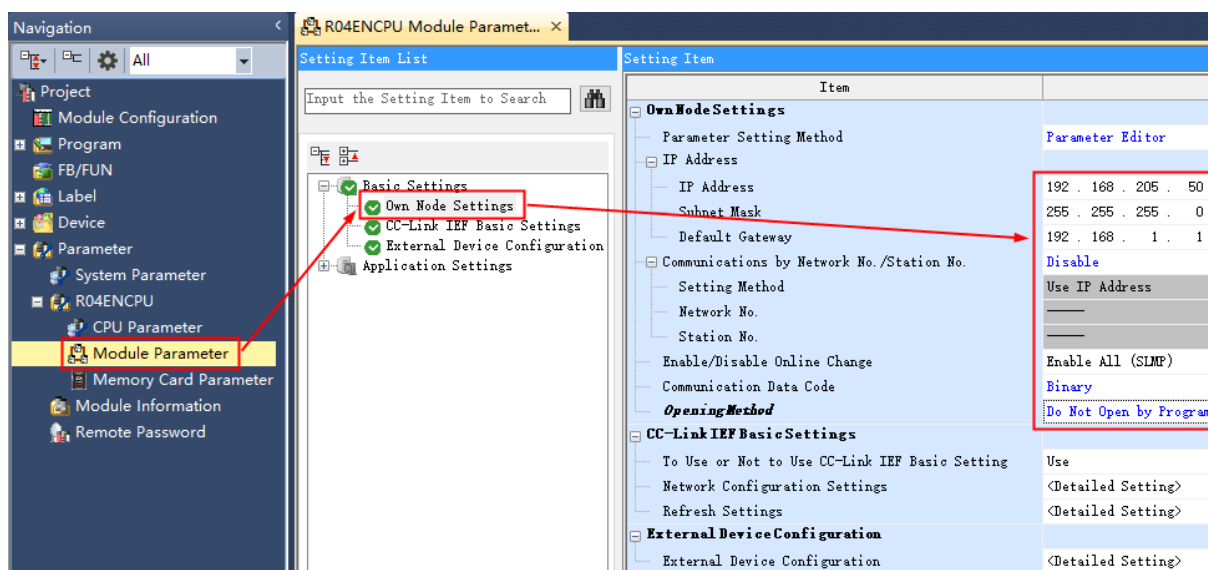 Navigation
All
Project
Module Configuration
Program
FB/FUN
Label
Device
Parameter
System Parameter
R04ENCPU
CPU Parameter
Module Parameter
Memory Card Parameter
Module Information
Remote Password
R04ENCPU Module Paramet... ×
Setting Item List
Input the Setting Item to Search
Basic Settings
Own Node Settings
CC-Link IEF Basic Settings
External Device Configuration
Application Settings
Setting Item
Item
Own Node Settings
Parameter Setting Method Parameter Editor
IP Address
IP Address 192 . 168 . 205 . 50
Subnet Mask 255 . 255 . 255 . 0
Default Gateway 192 . 168 . 1 . 1
Communications by Network No./Station No. Disable
Setting Method Use IP Address
Network No.
Station No.
Enable/Disable Online Change Enable All (SLMP)
Communication Data Code Binary
Opening Method Do Not Open by Program
CC-Link IEF Basic Settings
To Use or Not to Use CC-Link IEF Basic Setting Use
Network Configuration Settings <Detailed Setting>
Refresh Settings <Detailed Setting>
External Device Configuration
External Device Configuration <Detailed Setting>